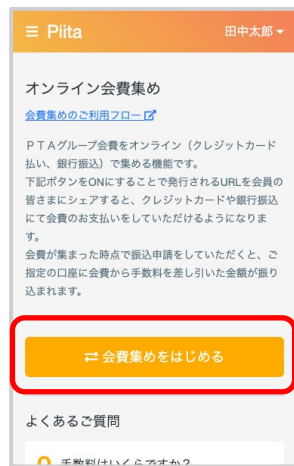 Piita 田中太郎
オンライン会費集め
会費集めのご利用フロー
ＰＴＡグループ会費をオンライン（クレジットカード
払い、銀行振込）で集める機能です。
下記ボタンをONにすることで発行されるURLを会員の
皆さまにシェアすると、クレジットカードや銀行振込
にて会費のお支払いをしていただけるようになりま
す。
会費が集まった時点で振込申請をしていただくと、ご
指定の口座に会費から手数料を差し引いた金額が振り
込まれます。
会費集めをはじめる
よくあるご質問
手数料はいくらですか？